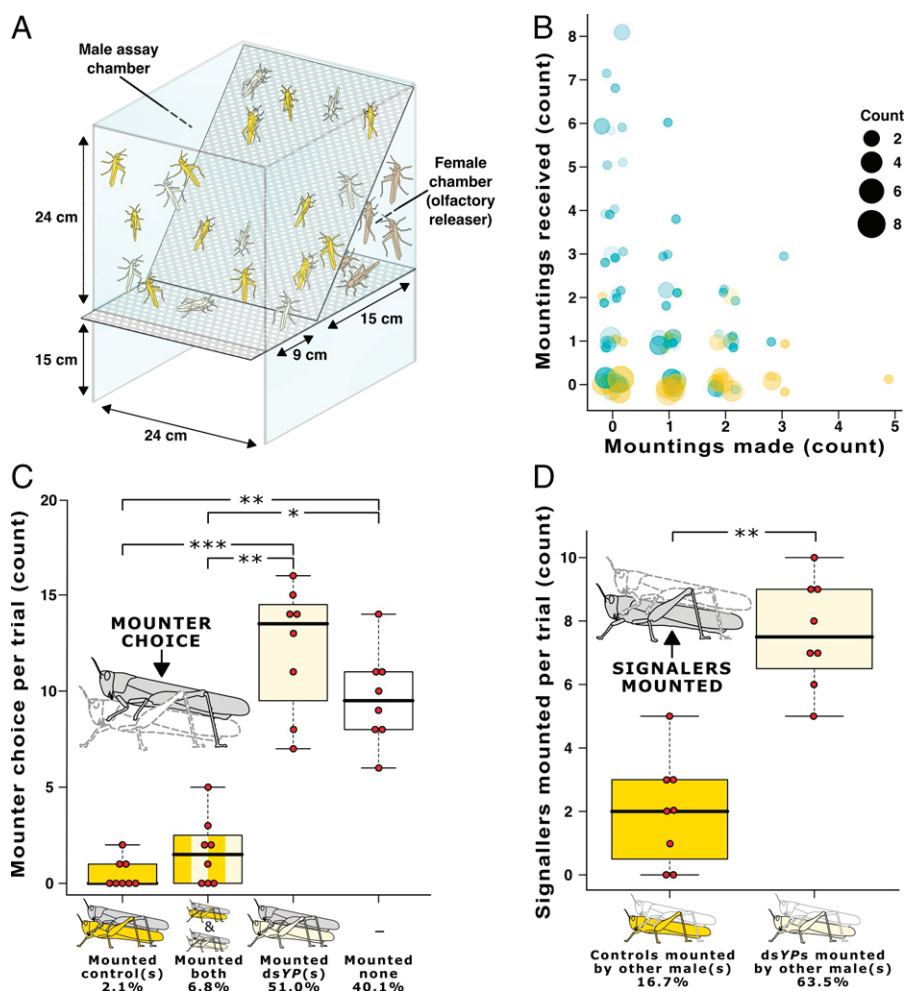 A
Male assay
chamber
24 cm
15 cm
24 cm
9 cm
15 cm
Female
chamber
(olfactory
releaser)
B
Mountings received (count)
8
7
6
5
4
3
2
1
0
0 1 2 3 4 5
Mountings made (count)
Count
2
4
6
8
C
Mounter choice per trial (count)
20
15
10
5
0
**
*
***
**
MOUNTER
CHOICE
Mounted
control(s)
2.1%
&
Mounted
both
6.8%
Mounted
dsYP(s)
51.0%
–
Mounted
none
40.1%
D
Signallers mounted per trial (count)
10
8
6
4
2
0
**
SIGNALERS
MOUNTED
Controls mounted
by other male(s)
16.7%
dsYPs mounted
by other male(s)
63.5%